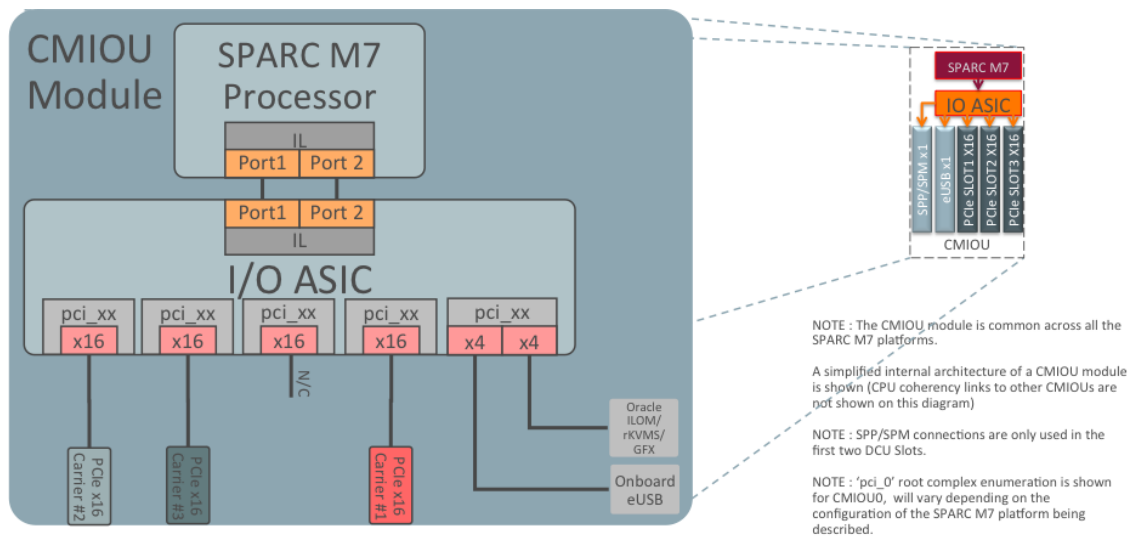 CMIOU
Module
SPARC M7
Processor
IL
Port1
Port 2
Port1
Port 2
IL
I/O ASIC
pci_xx
pci_xx
pci_xx
pci_xx
pci_xx
x16
x16
x16
x16
x4
x4
N/C
PCIe x16
Carrier #2
PCIe x16
Carrier #3
PCIe x16
Carrier #1
Oracle
ILOM/
rKVMS/
GFX
Onboard
eUSB
SPARC M7
IO ASIC
SPP/SPM x1
eUSB x1
PCIe SLOT1 X16
PCIe SLOT2 X16
PCIe SLOT3 X16
CMIOU
NOTE : The CMIOU module is common across all the
SPARC M7 platforms.
A simplified internal architecture of a CMIOU module
is shown (CPU coherency links to other CMIOUs are
not shown on this diagram)
NOTE : SPP/SPM connections are only used in the
first two DCU Slots.
NOTE : ‘pci_0’ root complex enumeration is shown
for CMIOU0, will vary depending on the
configuration of the SPARC M7 platform being
described.